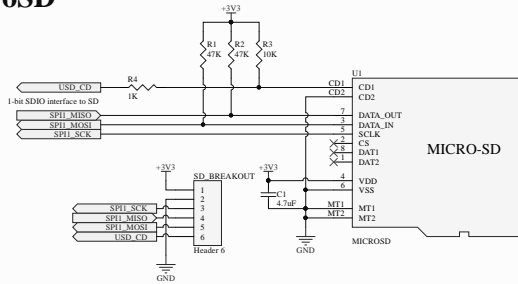 oSD
+3V3
R1
47K
R2
47K
R3
10K
USD_CD
R4
1K
1-bit SDIO interface to SD
SPI1_MISO
SPI1_MOSI
SPI1_SCK
U1
CD1
CD2
7
3
5
2
8
1
4
6
MT1
MT2
CD1
CD2
DATA_OUT
DATA_IN
SCLK
CS
DAT1
DAT2
VDD
VSS
MT1
MT2
MICRO-SD
MICROSD
+3V3
C1
4.7uF
GND
+3V3
SD_BREAKOUT
1
2
3
4
5
6
Header 6
SPI1_SCK
SPI1_MISO
SPI1_MOSI
USD_CD
GND